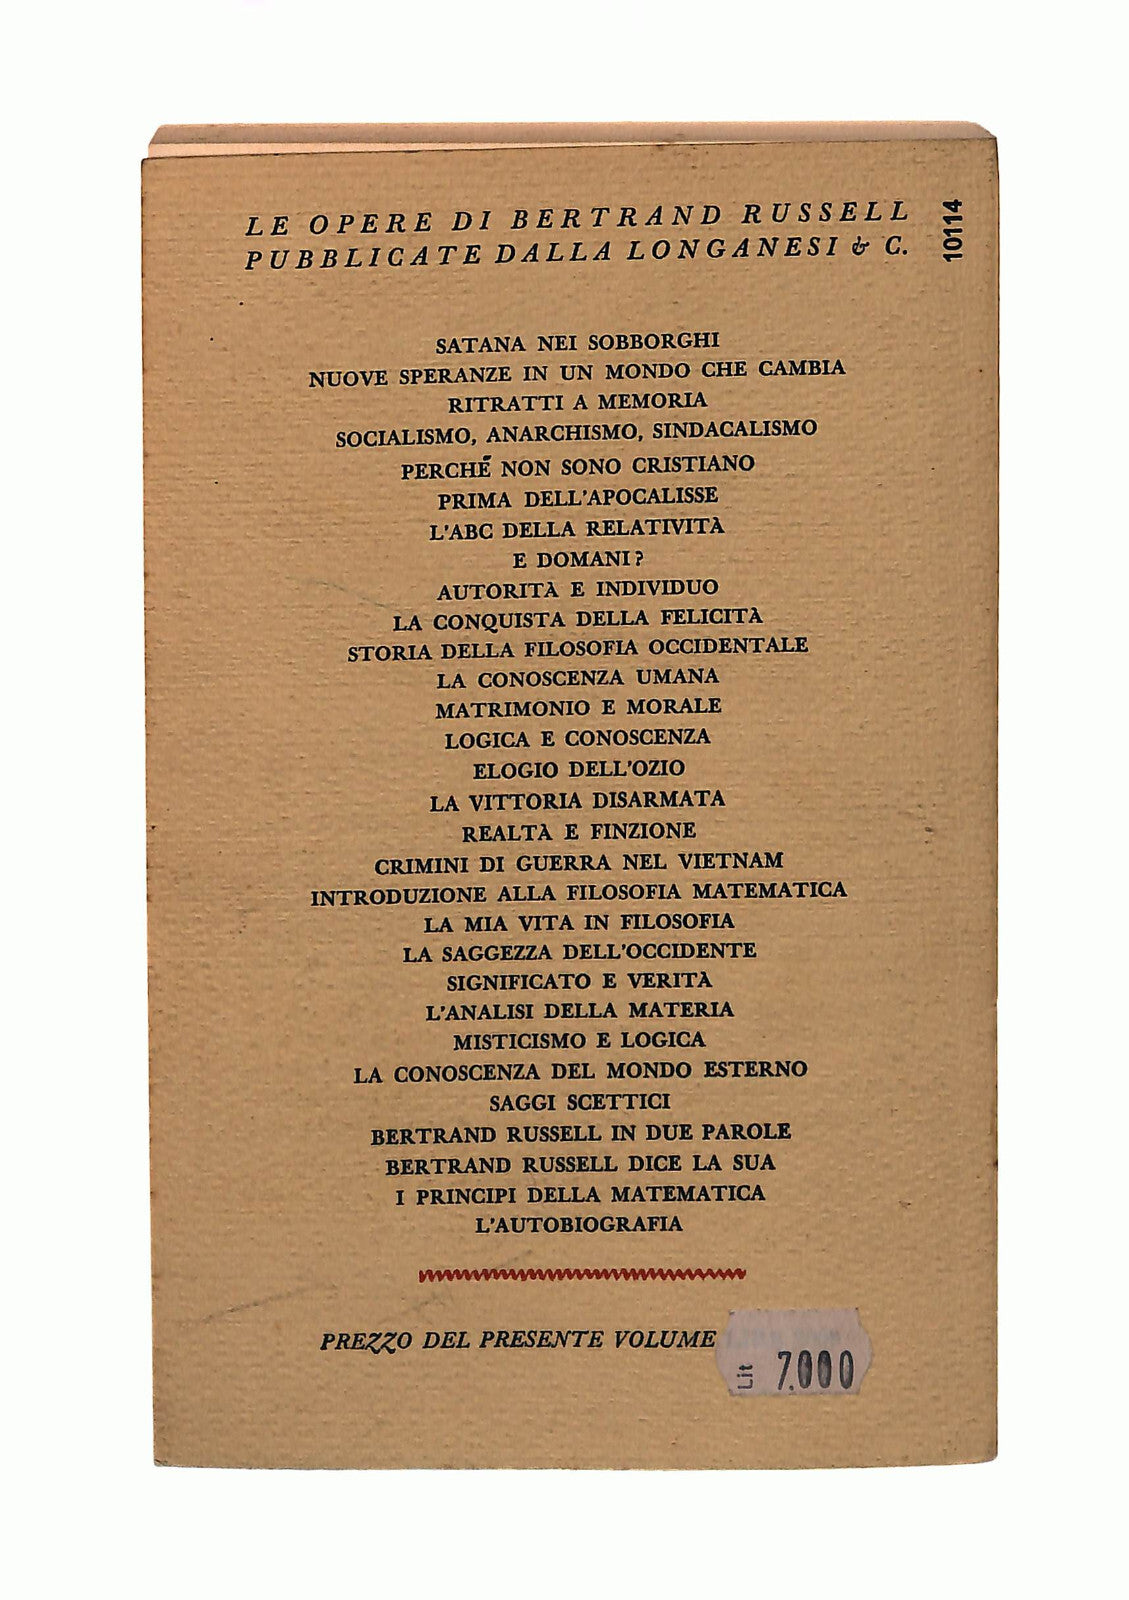 LE OPERE DI BERTRAND RUSSELL
PUBBLICATE DALLA LONGANESI & C.
10114
SATANA NEI SOBBORGHI
NUOVE SPERANZE IN UN MONDO CHE CAMBIA
RITRATTI A MEMORIA
SOCIALISMO, ANARCHISMO, SINDACALISMO
PERCHÉ NON SONO CRISTIANO
PRIMA DELL'APOCALISSE
L'ABC DELLA RELATIVITÀ
E DOMANI?
AUTORITÀ E INDIVIDUO
LA CONQUISTA DELLA FELICITÀ
STORIA DELLA FILOSOFIA OCCIDENTALE
LA CONOSCENZA UMANA
MATRIMONIO E MORALE
LOGICA E CONOSCENZA
ELOGIO DELL'OZIO
LA VITTORIA DISARMATA
REALTÀ E FINZIONE
CRIMINI DI GUERRA NEL VIETNAM
INTRODUZIONE ALLA FILOSOFIA MATEMATICA
LA MIA VITA IN FILOSOFIA
LA SAGGEZZA DELL'OCCIDENTE
SIGNIFICATO E VERITÀ
L'ANALISI DELLA MATERIA
MISTICISMO E LOGICA
LA CONOSCENZA DEL MONDO ESTERNO
SAGGI SCETTICI
BERTRAND RUSSELL IN DUE PAROLE
BERTRAND RUSSELL DICE LA SUA
I PRINCIPI DELLA MATEMATICA
L'AUTOBIOGRAFIA
PREZZO DEL PRESENTE VOLUME
Lit 7.000